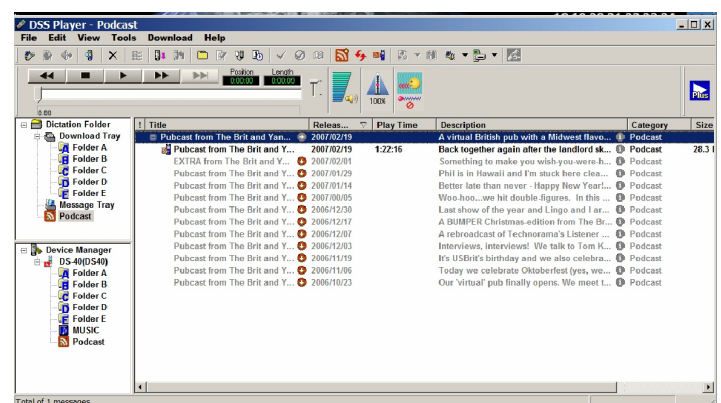 DSS Player - Podcast
File Edit View Tools Download Help
Position Length
0:00:00 0:00:00
100%
Plus
0:00
Dictation Folder
Download Tray
Folder A
Folder B
Folder C
Folder D
Folder E
Message Tray
Podcast
Device Manager
DS-40(DS40)
Folder A
Folder B
Folder C
Folder D
Folder E
MUSIC
Podcast
! Title Releas... Play Time Description Category Size
Pubcast from The Brit and Yan... 2007/02/19 A virtual British pub with a Midwest flavo... Podcast
Pubcast from The Brit and Y... 2007/02/19 1:22:16 Back together again after the landlord sk... Podcast 28.3
EXTRA from The Brit and Y... 2007/02/01 Something to make you wish-you-were-h... Podcast
Pubcast from The Brit and Y... 2007/01/29 Phil is in Hawaii and I'm stuck here clea... Podcast
Pubcast from The Brit and Y... 2007/01/14 Better late than never - Happy New Year!... Podcast
Pubcast from The Brit and Y... 2007/00/05 Woo-hoo...we hit double-figures. In this ... Podcast
Pubcast from The Brit and Y... 2006/12/30 Last show of the year and Lingo and I ar... Podcast
Pubcast from The Brit and Y... 2006/12/17 A BUMPER Christmas-edition from The Br... Podcast
Pubcast from The Brit and Y... 2006/12/07 A rebroadcast of Technorama's Listener ... Podcast
Pubcast from The Brit and Y... 2006/12/03 Interviews, interviews! We talk to Tom K... Podcast
Pubcast from The Brit and Y... 2006/11/19 It's USBrit's birthday and we also celebra... Podcast
Pubcast from The Brit and Y... 2006/11/06 Today we celebrate Oktoberfest (yes, we... Podcast
Pubcast from The Brit and Y... 2006/10/23 Our 'virtual' pub finally opens. We meet t... Podcast
Total of 1 messages